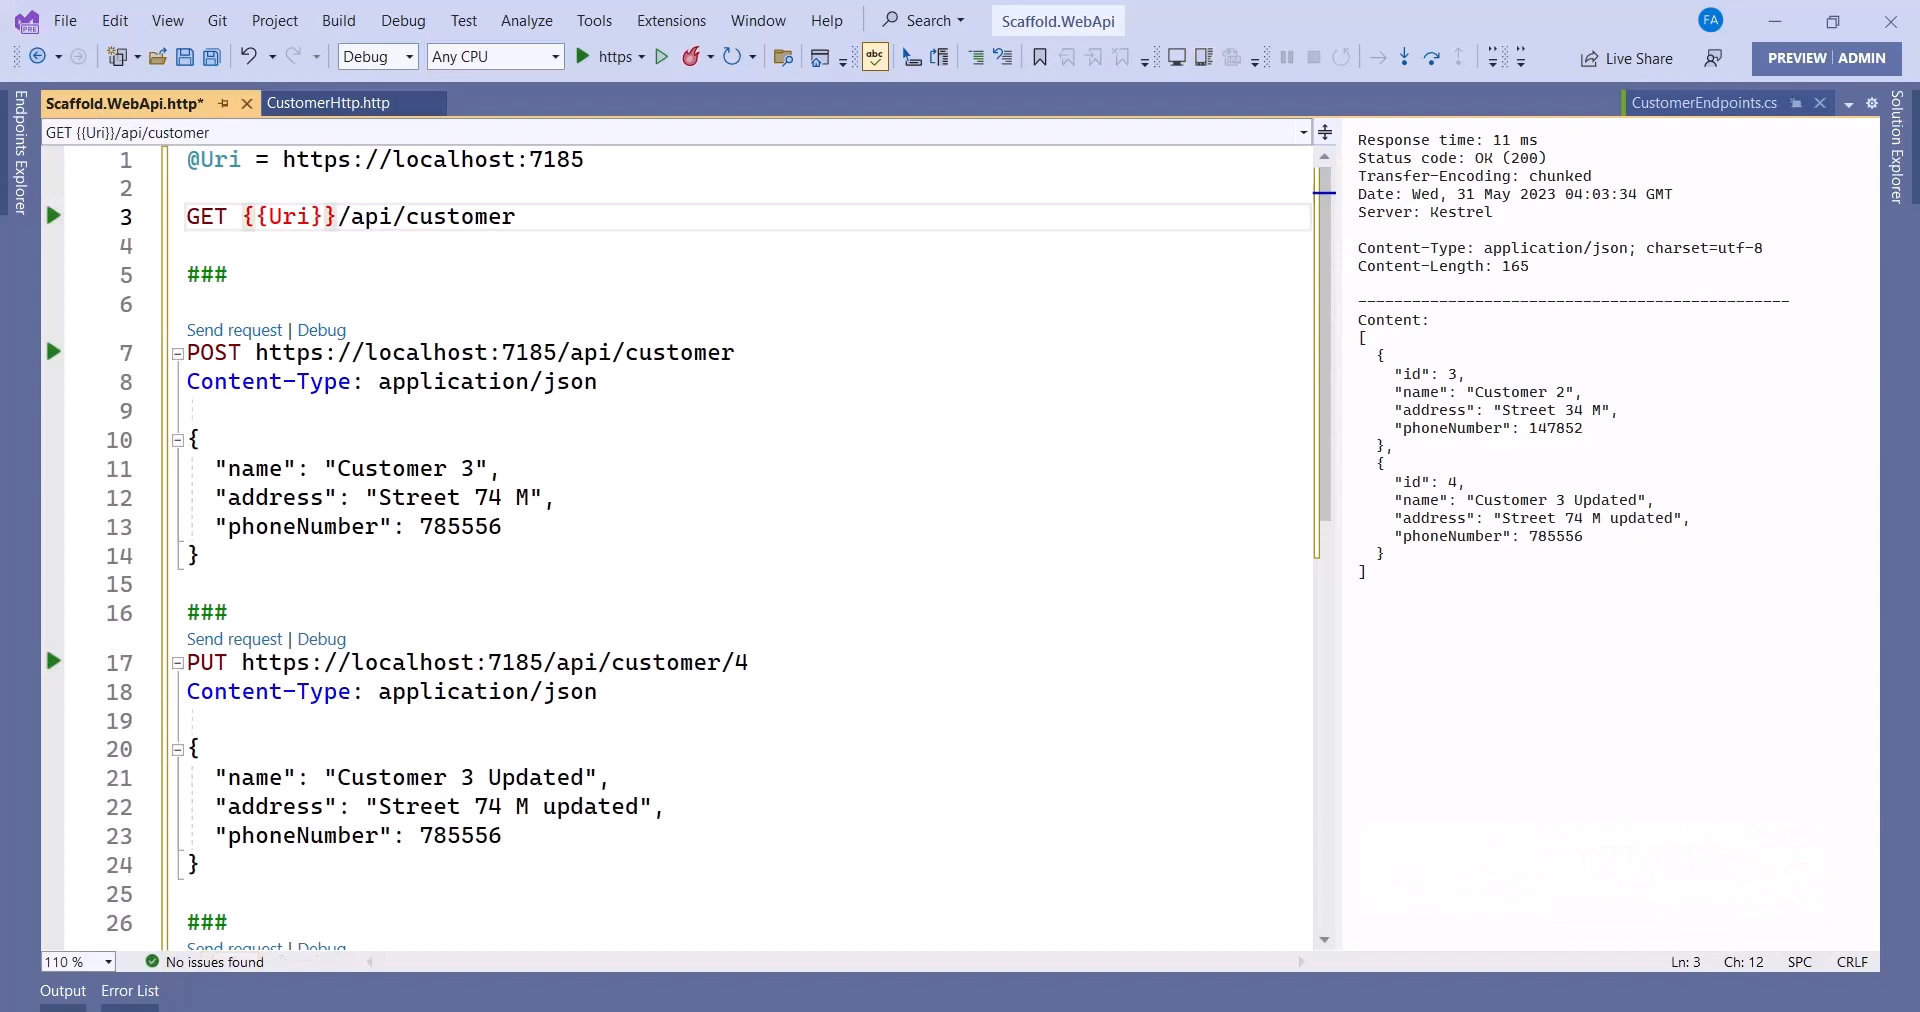 File Edit View Git Project Build Debug Test Analyze Tools Extensions Window Help Search Scaffold.WebApi FA
Debug Any CPU https abc Live Share PREVIEW ADMIN
Endpoints Explorer
Scaffold.WebApi.http* CustomerHttp.http
GET {{Uri}}/api/customer
1 @Uri = https://localhost:7185
2
3 GET {{Uri}}/api/customer
4
5 ###
6
Send request | Debug
7 POST https://localhost:7185/api/customer
8 Content-Type: application/json
9
10 {
11 "name": "Customer 3",
12 "address": "Street 74 M",
13 "phoneNumber": 785556
14 }
15
16 ###
Send request | Debug
17 PUT https://localhost:7185/api/customer/4
18 Content-Type: application/json
19
20 {
21 "name": "Customer 3 Updated",
22 "address": "Street 74 M updated",
23 "phoneNumber": 785556
24 }
25
26 ###
Send request | Debug
110 % No issues found Ln: 3 Ch: 12 SPC CRLF
CustomerEndpoints.cs
Response time: 11 ms
Status code: OK (200)
Transfer-Encoding: chunked
Date: Wed, 31 May 2023 04:03:34 GMT
Server: Kestrel
Content-Type: application/json; charset=utf-8
Content-Length: 165
------------------------------------------------
Content:
[
{
"id": 3,
"name": "Customer 2",
"address": "Street 34 M",
"phoneNumber": 147852
},
{
"id": 4,
"name": "Customer 3 Updated",
"address": "Street 74 M updated",
"phoneNumber": 785556
}
]
Solution Explorer
Output Error List